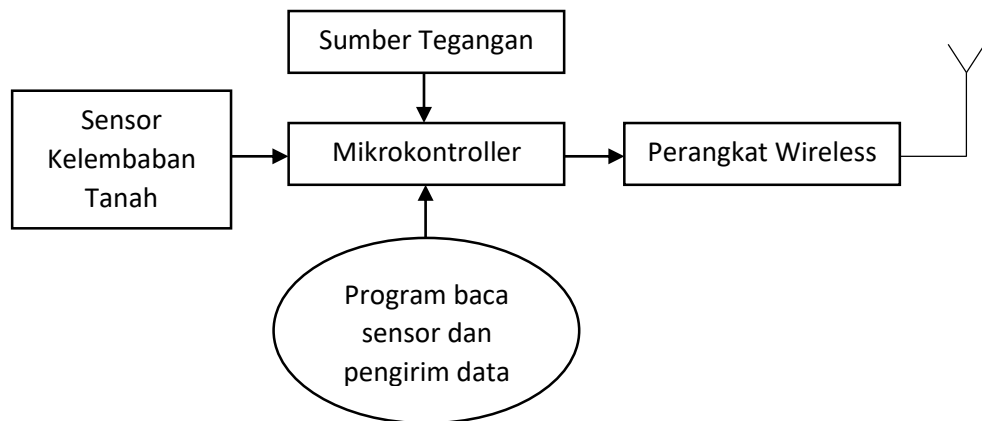 Sumber Tegangan
Sensor
Kelembaban
Tanah
Mikrokontroller
Perangkat Wireless
Program baca
sensor dan
pengirim data